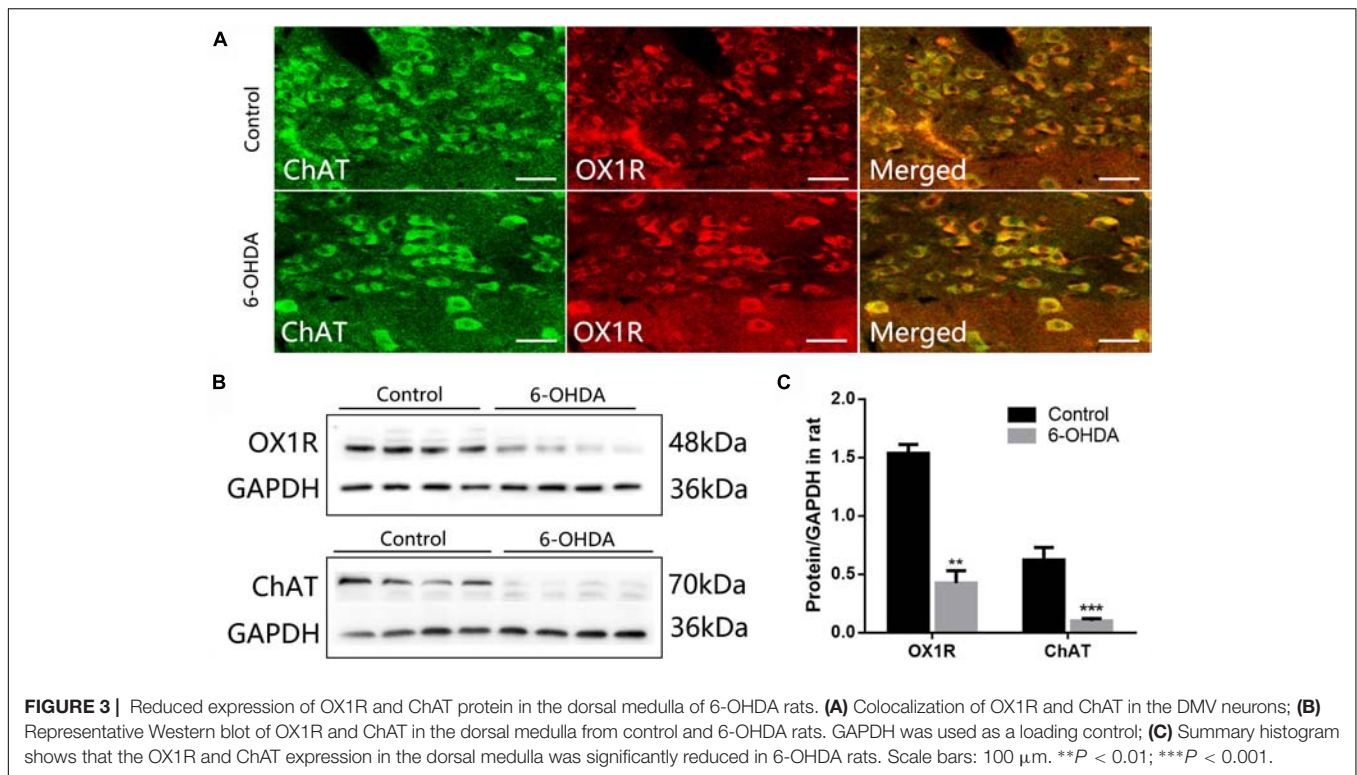 A
Control
ChAT
OX1R
Merged
6-OHDA
ChAT
OX1R
Merged
B
Control 6-OHDA
OX1R 48kDa
GAPDH 36kDa
Control 6-OHDA
ChAT 70kDa
GAPDH 36kDa
C
Protein/GAPDH in rat
2.0
1.5
1.0
0.5
0.0
Control
6-OHDA
**
***
OX1R ChAT
FIGURE 3 | Reduced expression of OX1R and ChAT protein in the dorsal medulla of 6-OHDA rats. (A) Colocalization of OX1R and ChAT in the DMV neurons; (B)
Representative Western blot of OX1R and ChAT in the dorsal medulla from control and 6-OHDA rats. GAPDH was used as a loading control; (C) Summary histogram
shows that the OX1R and ChAT expression in the dorsal medulla was significantly reduced in 6-OHDA rats. Scale bars: 100 μm. **P < 0.01; ***P < 0.001.